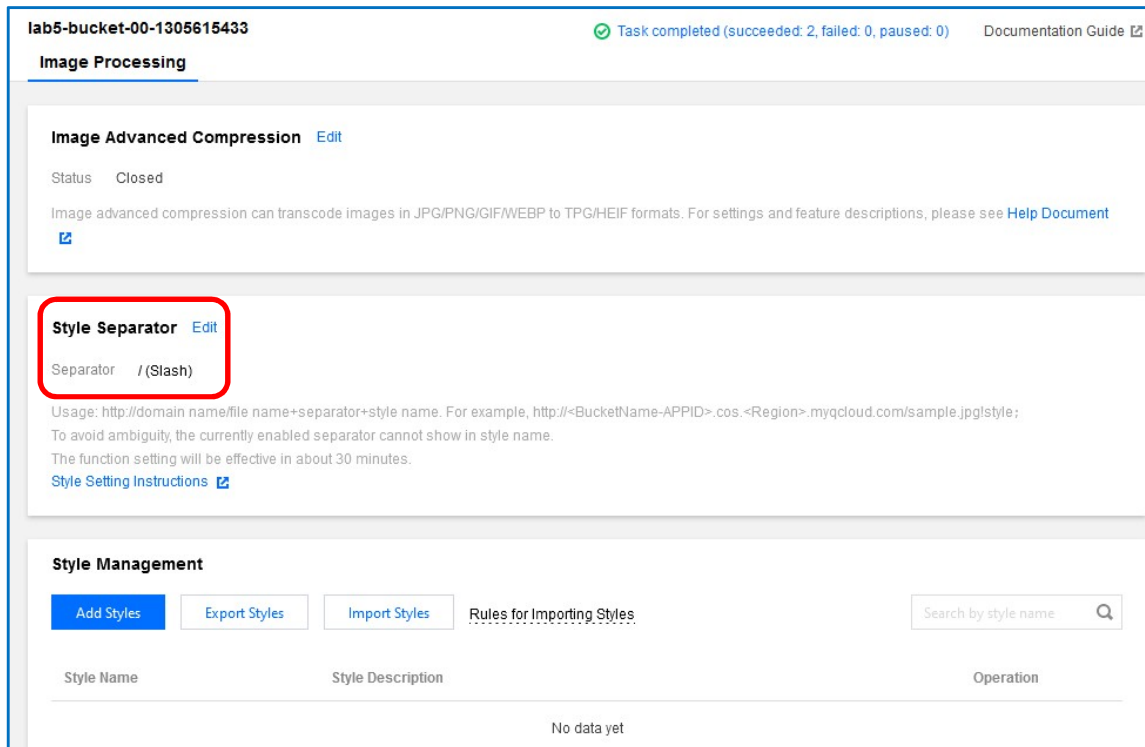 lab5-bucket-00-1305615433
Task completed (succeeded: 2, failed: 0, paused: 0)
Documentation Guide
Image Processing
Image Advanced Compression Edit
Status Closed
Image advanced compression can transcode images in JPG/PNG/GIF/WEBP to TPG/HEIF formats. For settings and feature descriptions, please see Help Document
Style Separator Edit
Separator / (Slash)
Usage: http://domain name/file name+separator+style name. For example, http://<BucketName-APPID>.cos.<Region>.myqcloud.com/sample.jpg!style;
To avoid ambiguity, the currently enabled separator cannot show in style name.
The function setting will be effective in about 30 minutes.
Style Setting Instructions
Style Management
Add Styles Export Styles Import Styles Rules for Importing Styles Search by style name
Style Name Style Description Operation
No data yet